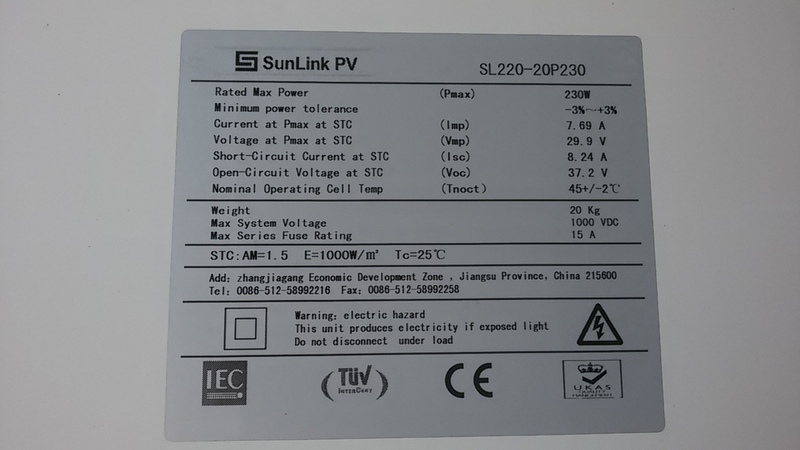 SunLink PV SL220-20P230
Rated Max Power (Pmax) 230W
Minimum power tolerance -3%~+3%
Current at Pmax at STC (Imp) 7.69 A
Voltage at Pmax at STC (Vmp) 29.9 V
Short-Circuit Current at STC (Isc) 8.24 A
Open-Circuit Voltage at STC (Voc) 37.2 V
Nominal Operating Cell Temp (Tnoct) 45+/-2℃
Weight 20 Kg
Max System Voltage 1000 VDC
Max Series Fuse Rating 15 A
STC:AM=1.5 E=1000W/m² Tc=25℃
Add: zhangjiagang Economic Development Zone , Jiangsu Province, China 215600
Tel: 0086-512-58992216 Fax: 0086-512-58992258
Warning: electric hazard
This unit produces electricity if exposed light
Do not disconnect under load
IEC TÜV CE UKAS
InterCert QUALITY
MANAGEMENT